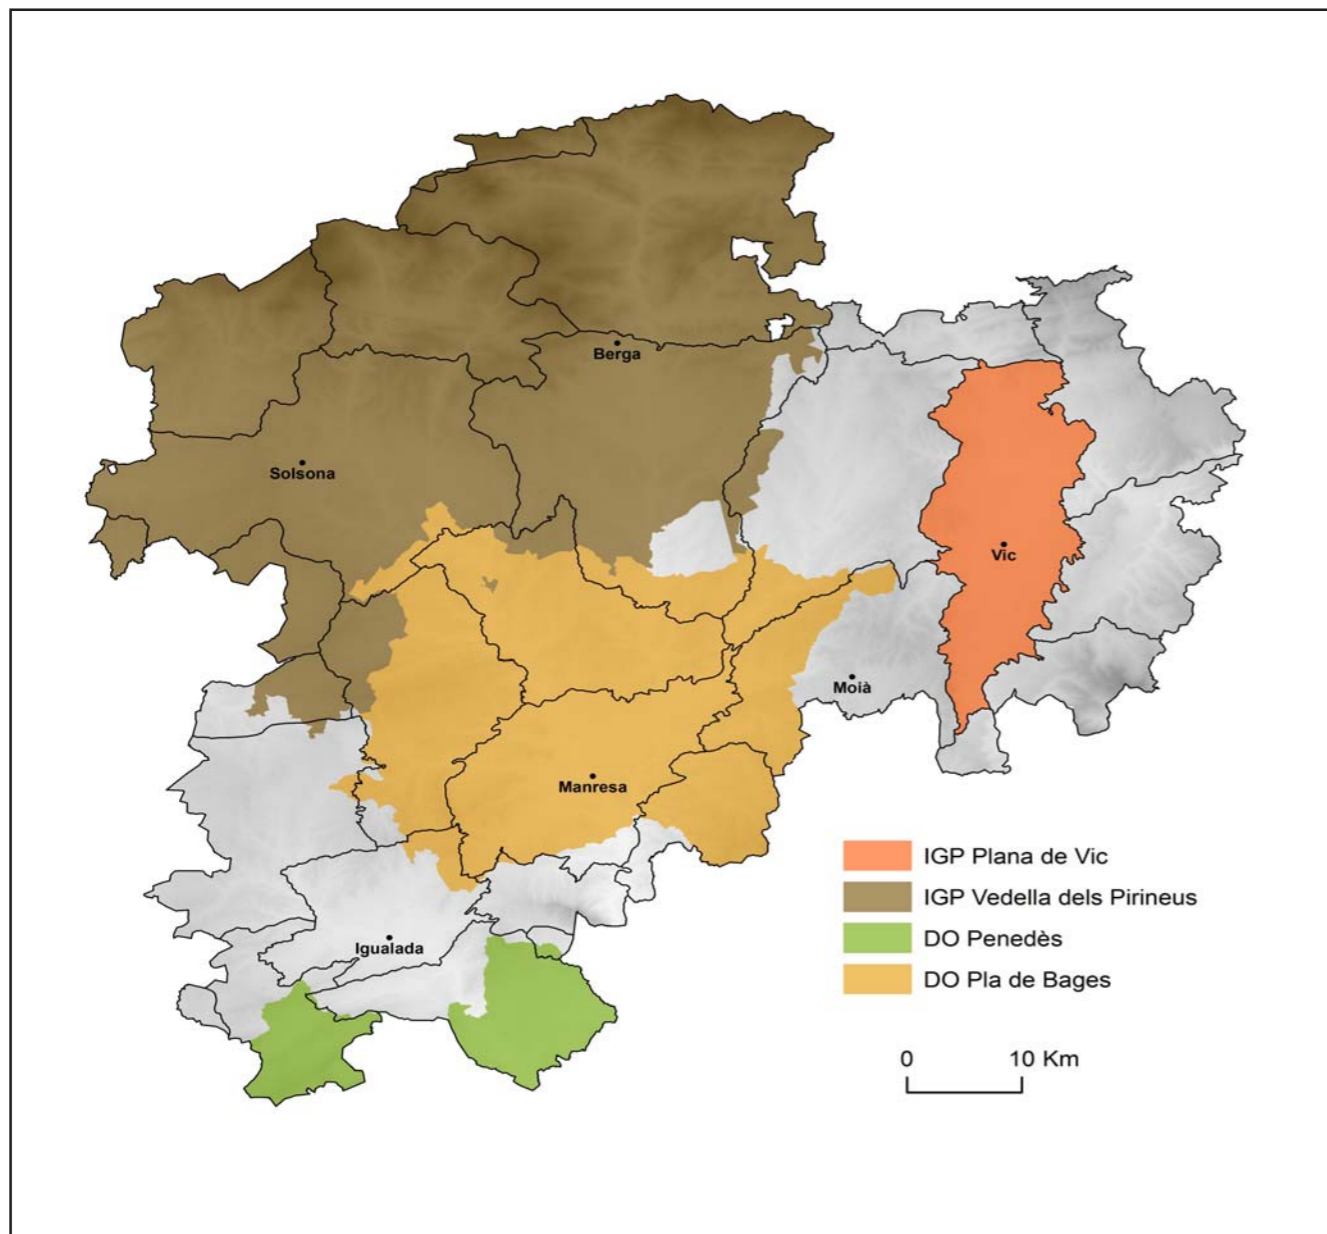 Berga
Solsona
Vic
Moià
Manresa
Igualada
IGP Plana de Vic
IGP Vedella dels Pirineus
DO Penedès
DO Pla de Bages
0 10 Km